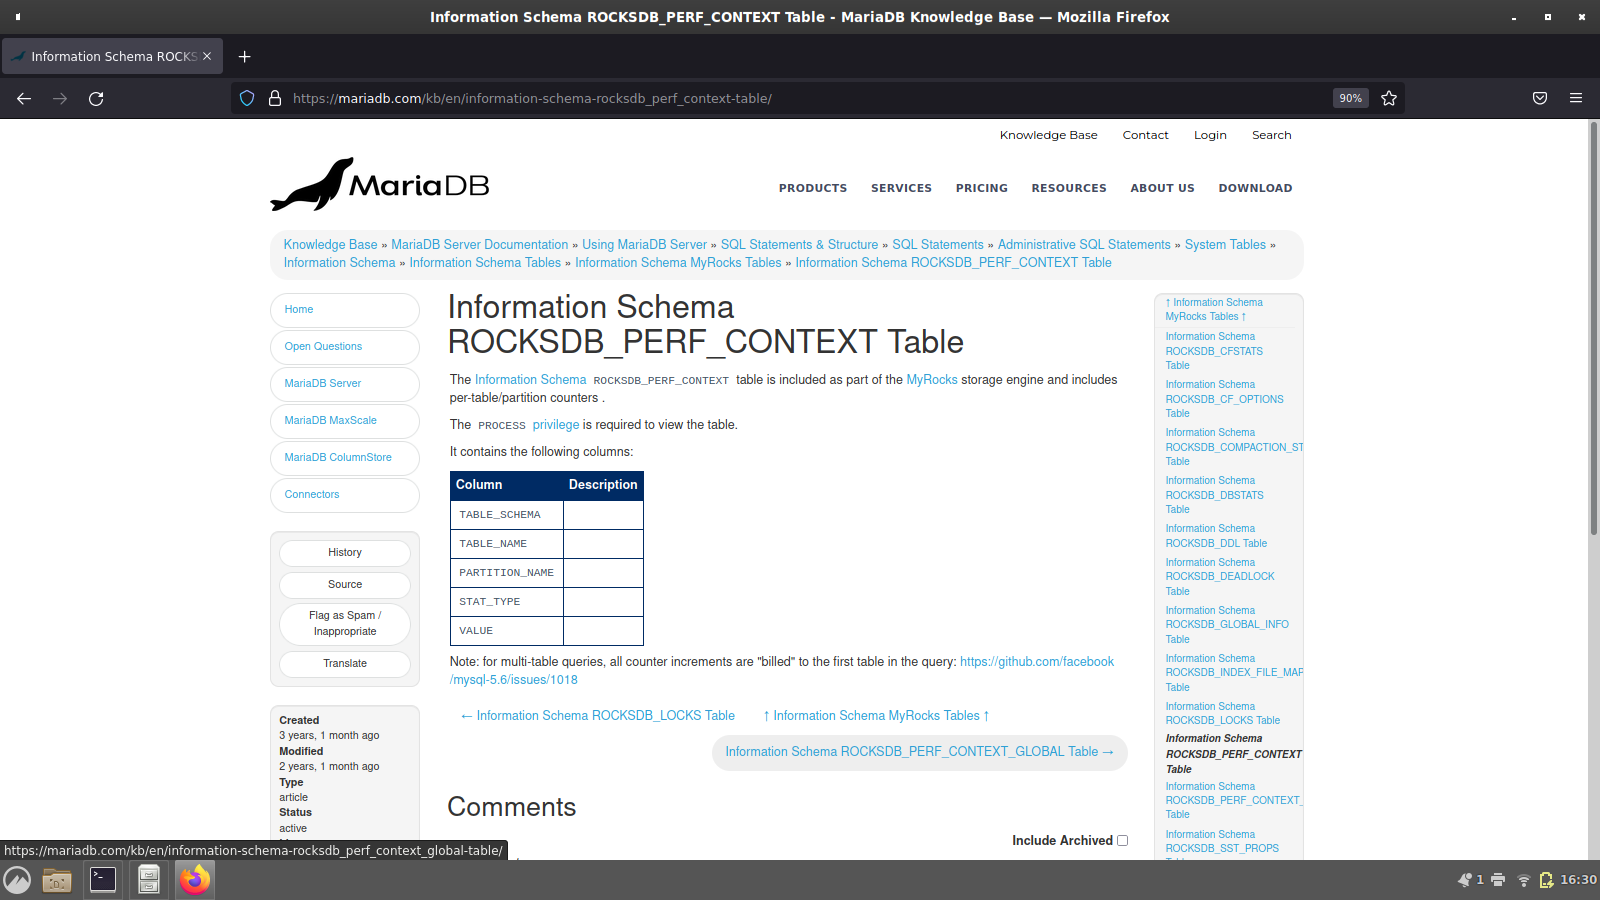 Information Schema ROCKSDB_PERF_CONTEXT Table - MariaDB Knowledge Base — Mozilla Firefox
Information Schema ROCKS
https://mariadb.com/kb/en/information-schema-rocksdb_perf_context-table/
90%
Knowledge Base Contact Login Search
MariaDB
PRODUCTS SERVICES PRICING RESOURCES ABOUT US DOWNLOAD
Knowledge Base » MariaDB Server Documentation » Using MariaDB Server » SQL Statements & Structure » SQL Statements » Administrative SQL Statements » System Tables »
Information Schema » Information Schema Tables » Information Schema MyRocks Tables » Information Schema ROCKSDB_PERF_CONTEXT Table
Home
Open Questions
MariaDB Server
MariaDB MaxScale
MariaDB ColumnStore
Connectors
History
Source
Flag as Spam /
Inappropriate
Translate
Created
3 years, 1 month ago
Modified
2 years, 1 month ago
Type
article
Status
active
Information Schema
ROCKSDB_PERF_CONTEXT Table
The Information Schema ROCKSDB_PERF_CONTEXT table is included as part of the MyRocks storage engine and includes
per-table/partition counters .
The PROCESS privilege is required to view the table.
It contains the following columns:
Column Description
TABLE_SCHEMA
TABLE_NAME
PARTITION_NAME
STAT_TYPE
VALUE
Note: for multi-table queries, all counter increments are "billed" to the first table in the query: https://github.com/facebook
/mysql-5.6/issues/1018
← Information Schema ROCKSDB_LOCKS Table ↑ Information Schema MyRocks Tables ↑
Information Schema ROCKSDB_PERF_CONTEXT_GLOBAL Table →
Comments
Include Archived
↑ Information Schema
MyRocks Tables ↑
Information Schema
ROCKSDB_CFSTATS
Table
Information Schema
ROCKSDB_CF_OPTIONS
Table
Information Schema
ROCKSDB_COMPACTION_ST
Table
Information Schema
ROCKSDB_DBSTATS
Table
Information Schema
ROCKSDB_DDL Table
Information Schema
ROCKSDB_DEADLOCK
Table
Information Schema
ROCKSDB_GLOBAL_INFO
Table
Information Schema
ROCKSDB_INDEX_FILE_MAP
Table
Information Schema
ROCKSDB_LOCKS Table
Information Schema
ROCKSDB_PERF_CONTEXT
Table
Information Schema
ROCKSDB_PERF_CONTEXT_
Table
Information Schema
ROCKSDB_SST_PROPS
https://mariadb.com/kb/en/information-schema-rocksdb_perf_context_global-table/
1
16:30